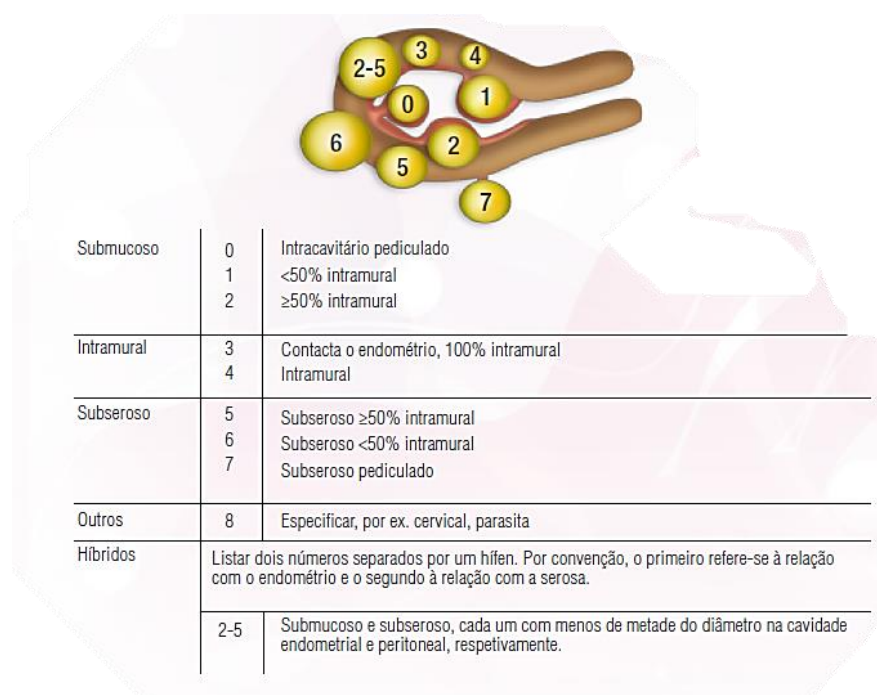 3
4
2-5
0
1
6
2
5
7
Submucoso 0 Intracavitário pediculado
1 <50% intramural
2 ≥50% intramural
Intramural 3 Contacta o endométrio, 100% intramural
4 Intramural
Subseroso 5 Subseroso ≥50% intramural
6 Subseroso <50% intramural
7 Subseroso pediculado
Outros 8 Especificar, por ex. cervical, parasita
Híbridos Listar dois números separados por um hífen. Por convenção, o primeiro refere-se à relação
com o endométrio e o segundo à relação com a serosa.
2-5 Submucoso e subseroso, cada um com menos de metade do diâmetro na cavidade
endometrial e peritoneal, respetivamente.